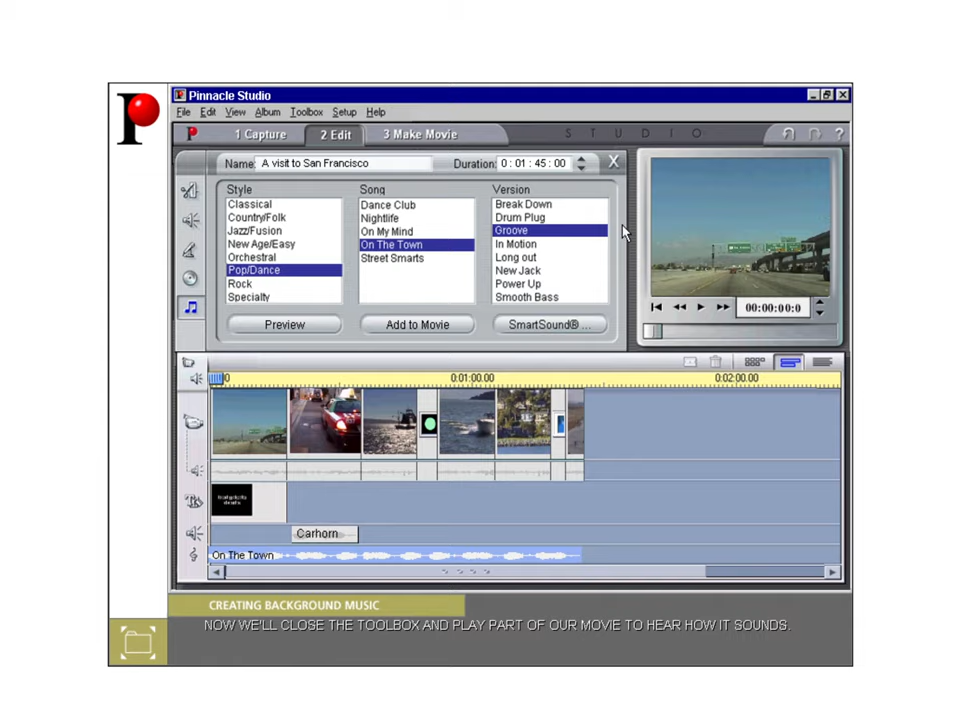 Pinnacle Studio
File Edit View Album Toolbox Setup Help
1 Capture 2 Edit 3 Make Movie S T U D I O ?
Name: A visit to San Francisco Duration: 0 : 01 : 45 : 00 X
Style Song Version
Classical Dance Club Break Down
Country/Folk Nightlife Drum Plug
Jazz/Fusion On My Mind Groove
New Age/Easy On The Town In Motion
Orchestral Street Smarts Long out
Pop/Dance New Jack
Rock Power Up
Specialty Smooth Bass
00:00:00:0
Preview Add to Movie SmartSound® ...
0 0:01:00.00 0:02:00.00
Carhorn
On The Town
CREATING BACKGROUND MUSIC
NOW WE'LL CLOSE THE TOOLBOX AND PLAY PART OF OUR MOVIE TO HEAR HOW IT SOUNDS.